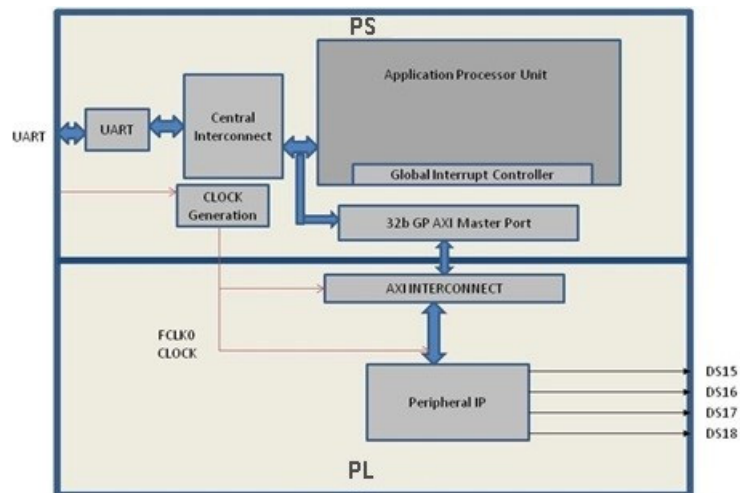 PS
Application Processor Unit
Central
Interconnect
UART
UART
Global Interrupt Controller
CLOCK
Generation
32b GP AXI Master Port
AXI INTERCONNECT
FCLK0
CLOCK
Peripheral IP
DS15
DS16
DS17
DS18
PL